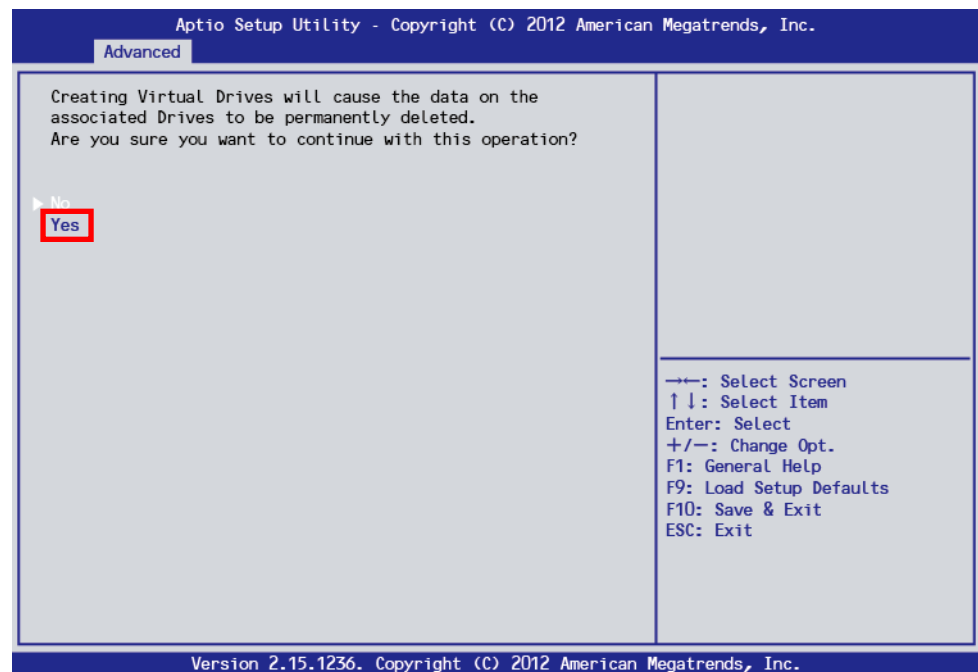 Aptio Setup Utility - Copyright (C) 2012 American Megatrends, Inc.
Advanced
Creating Virtual Drives will cause the data on the
associated Drives to be permanently deleted.
Are you sure you want to continue with this operation?
▶ No
Yes
→←: Select Screen
↑↓: Select Item
Enter: Select
+/-: Change Opt.
F1: General Help
F9: Load Setup Defaults
F10: Save & Exit
ESC: Exit
Version 2.15.1236. Copyright (C) 2012 American Megatrends, Inc.